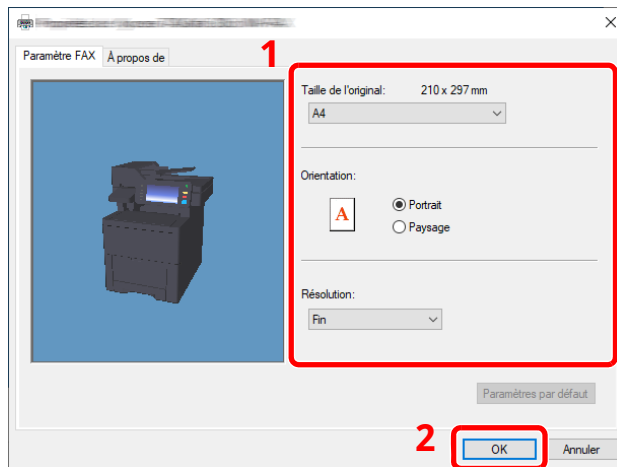 1
Paramètre FAX
À propos de
Taille de l'original: 210 x 297 mm
A4
Orientation:
A
Portrait
Paysage
Résolution:
Fin
Paramètres par défaut
2
OK
Annuler